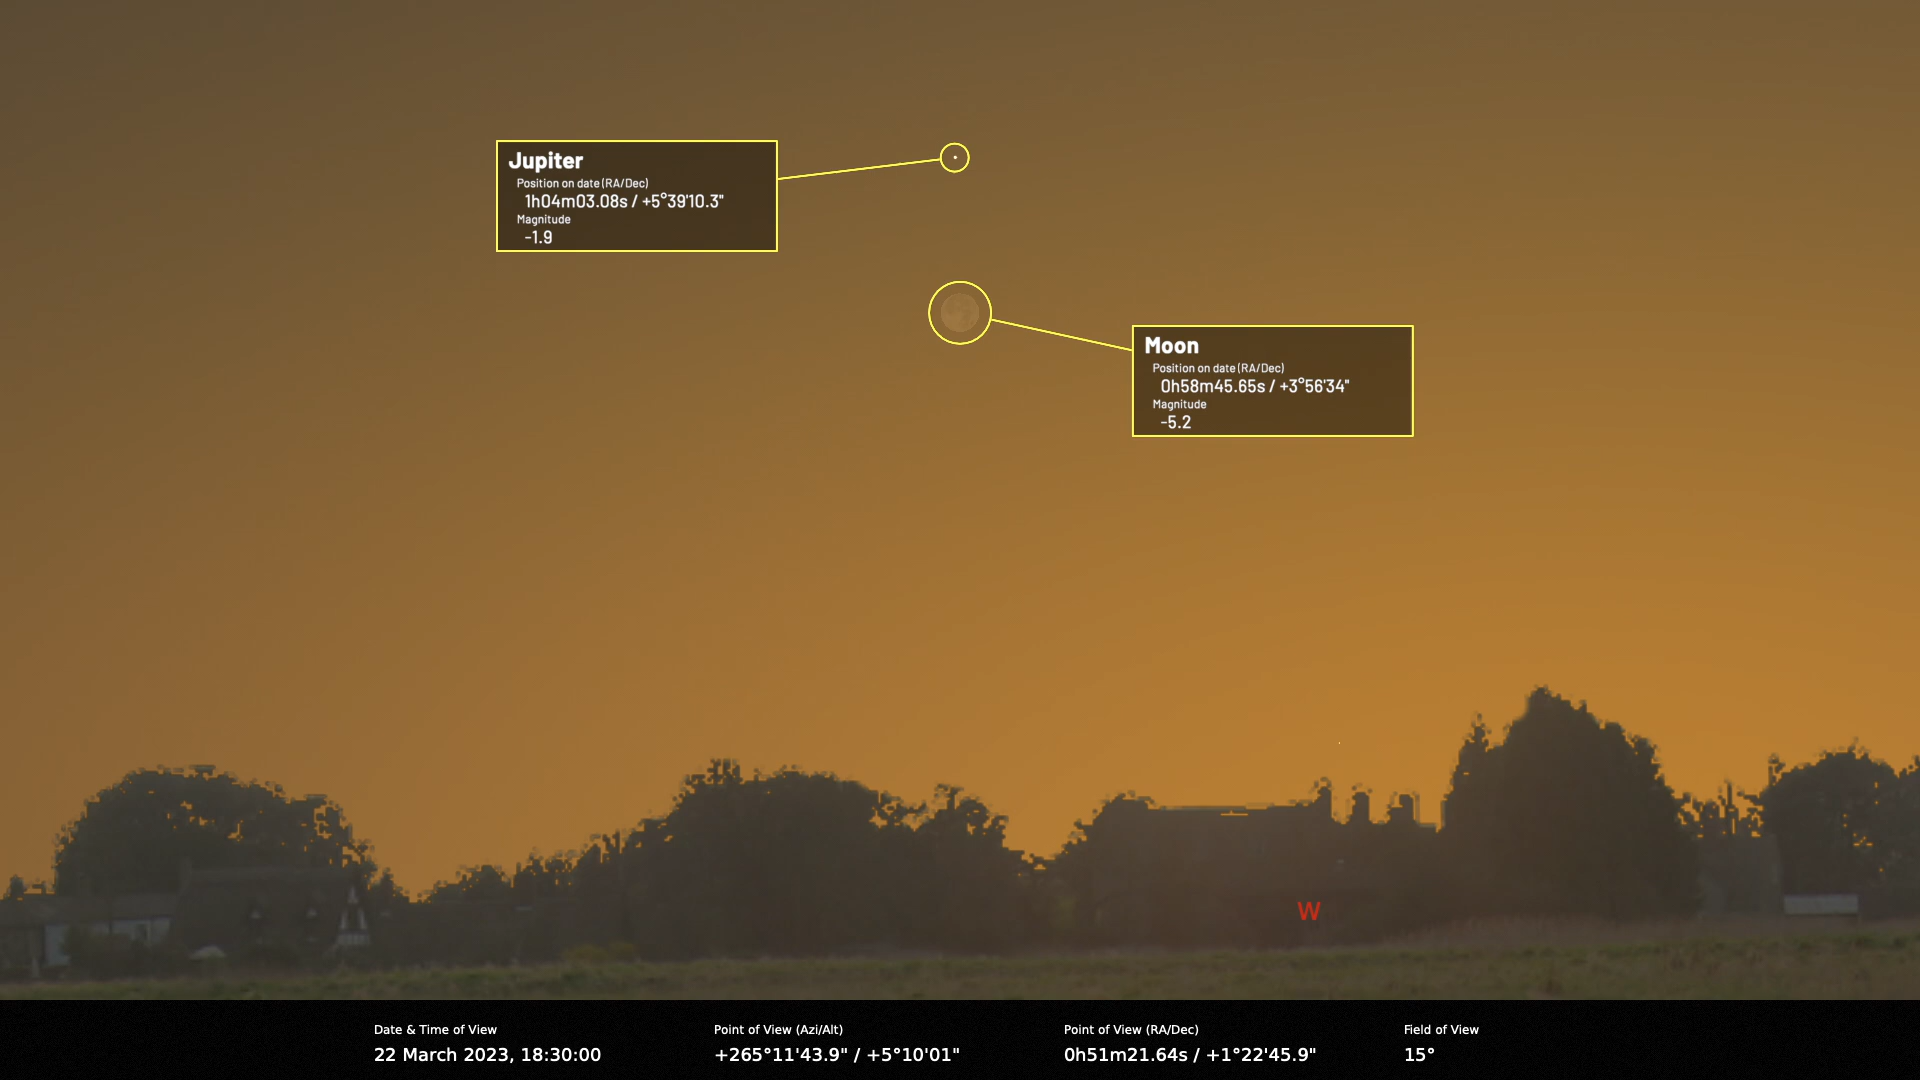 Jupiter
Position on date (RA/Dec)
1h04m03.08s / +5°39'10.3"
Magnitude
-1.9
Moon
Position on date (RA/Dec)
0h58m45.65s / +3°56'34"
Magnitude
-5.2
W
Date & Time of View
22 March 2023, 18:30:00
Point of View (Azi/Alt)
+265°11'43.9" / +5°10'01"
Point of View (RA/Dec)
0h51m21.64s / +1°22'45.9"
Field of View
15°